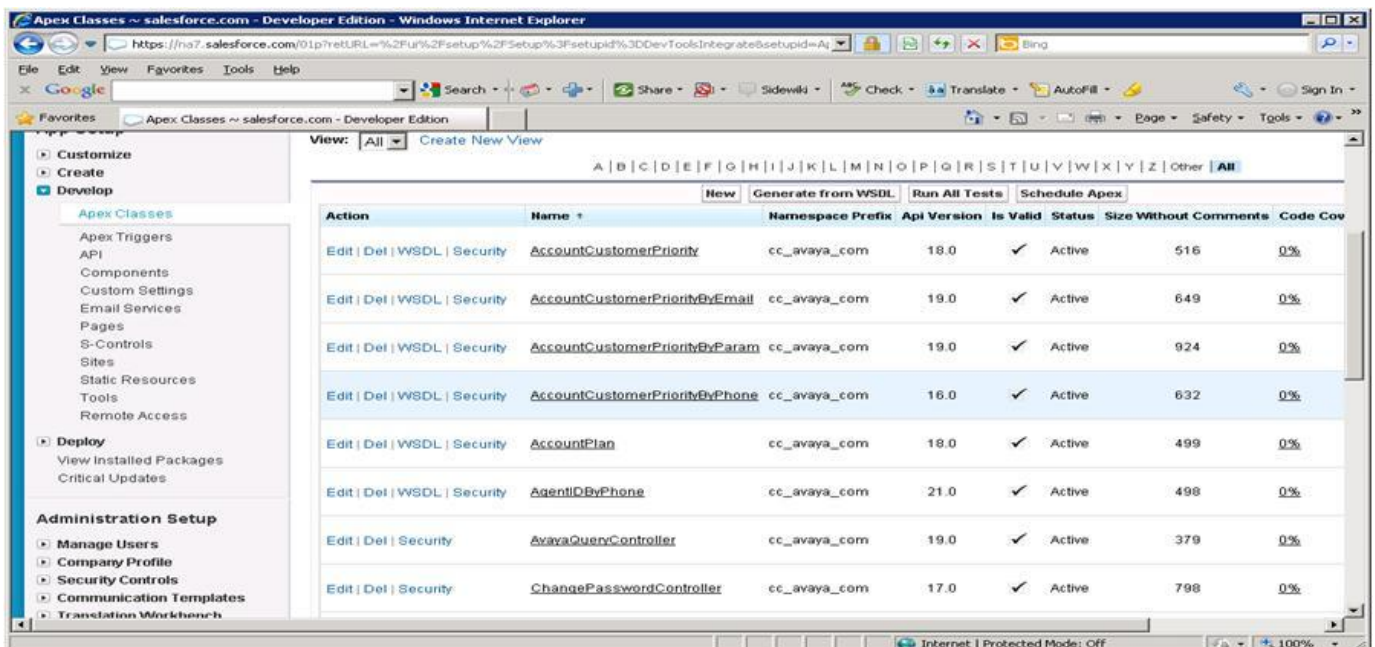 Apex Classes ~ salesforce.com - Developer Edition - Windows Internet Explorer
https://na7.salesforce.com/01p?retURL=%2Fui%2Fsetup%2FSetup%3Fsetupid%3DDevToolsIntegrate&setupid=A
Bing
File Edit View Favorites Tools Help
Google Search Share Sidewiki Check Translate AutoFill Sign In
Favorites Apex Classes ~ salesforce.com - Developer Edition Page Safety Tools
App Setup
View: All Create New View
Customize
A | B | C | D | E | F | G | H | I | J | K | L | M | N | O | P | Q | R | S | T | U | V | W | X | Y | Z | Other | All
Create
Develop
New Generate from WSDL Run All Tests Schedule Apex
Apex Classes
Apex Triggers
API
Components
Custom Settings
Email Services
Pages
S-Controls
Sites
Static Resources
Tools
Remote Access
Deploy
View Installed Packages
Critical Updates
Administration Setup
Manage Users
Company Profile
Security Controls
Communication Templates
Translation Workbench
Action Name Namespace Prefix Api Version Is Valid Status Size Without Comments Code Cov
Edit | Del | WSDL | Security AccountCustomerPriority cc_avaya_com 18.0 ✓ Active 516 0%
Edit | Del | WSDL | Security AccountCustomerPriorityByEmail cc_avaya_com 19.0 ✓ Active 649 0%
Edit | Del | WSDL | Security AccountCustomerPriorityByParam cc_avaya_com 19.0 ✓ Active 924 0%
Edit | Del | WSDL | Security AccountCustomerPriorityByPhone cc_avaya_com 16.0 ✓ Active 632 0%
Edit | Del | WSDL | Security AccountPlan cc_avaya_com 18.0 ✓ Active 499 0%
Edit | Del | WSDL | Security AgentIDByPhone cc_avaya_com 21.0 ✓ Active 498 0%
Edit | Del | Security AvayaQueryController cc_avaya_com 19.0 ✓ Active 379 0%
Edit | Del | Security ChangePasswordController cc_avaya_com 17.0 ✓ Active 798 0%
Internet | Protected Mode: Off 100%